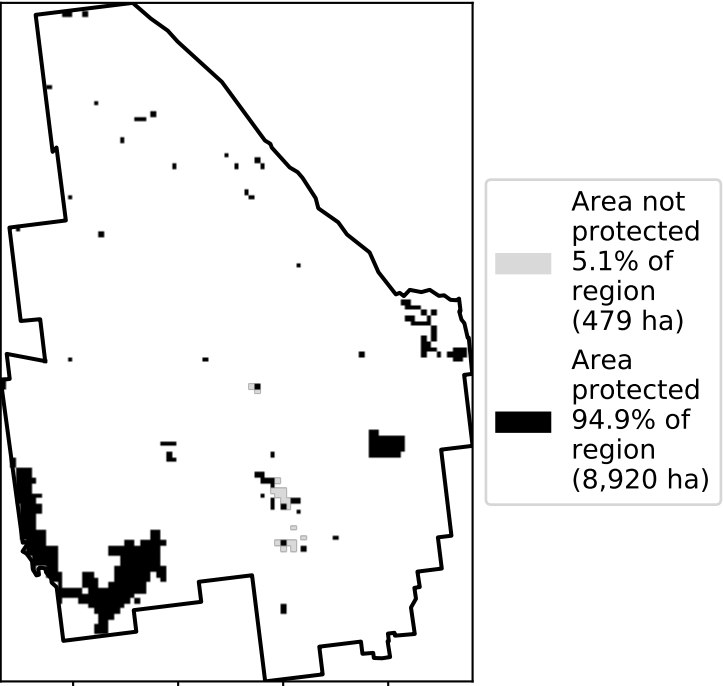 Area not
protected
5.1% of
region
(479 ha)
Area
protected
94.9% of
region
(8,920 ha)